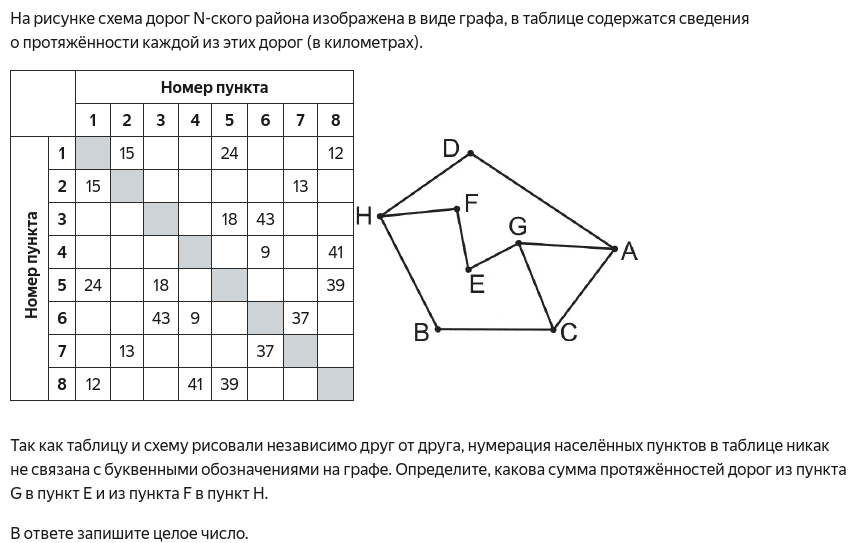 На рисунке схема дорог N-ского района изображена в виде графа, в таблице содержатся сведения
о протяжённости каждой из этих дорог (в километрах).
Номер пункта
1 2 3 4 5 6 7 8
Номер пункта
1 15 24 12
2 15 13
3 18 43
4 9 41
5 24 18 39
6 43 9 37
7 13 37
8 12 41 39
D
H
F
G
A
E
B
C
Так как таблицу и схему рисовали независимо друг от друга, нумерация населённых пунктов в таблице никак
не связана с буквенными обозначениями на графе. Определите, какова сумма протяжённостей дорог из пункта
G в пункт E и из пункта F в пункт H.
В ответе запишите целое число.